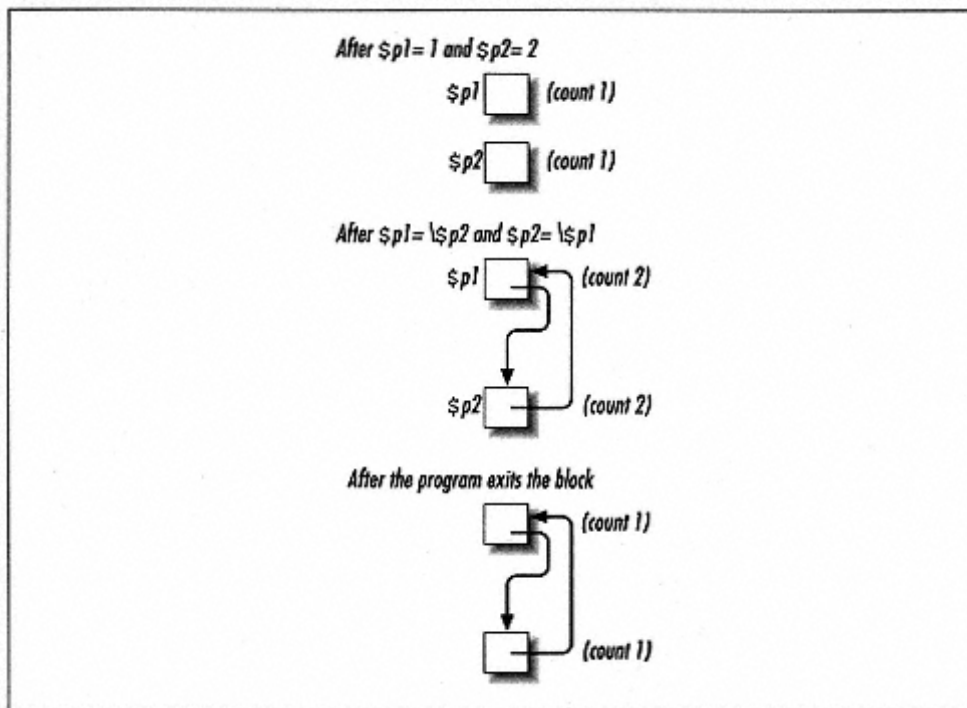 After $p1= 1 and $p2= 2
$p1 (count 1)
$p2 (count 1)
After $p1= \$p2 and $p2= \$p1
$p1 (count 2)
$p2 (count 2)
After the program exits the block
(count 1)
(count 1)